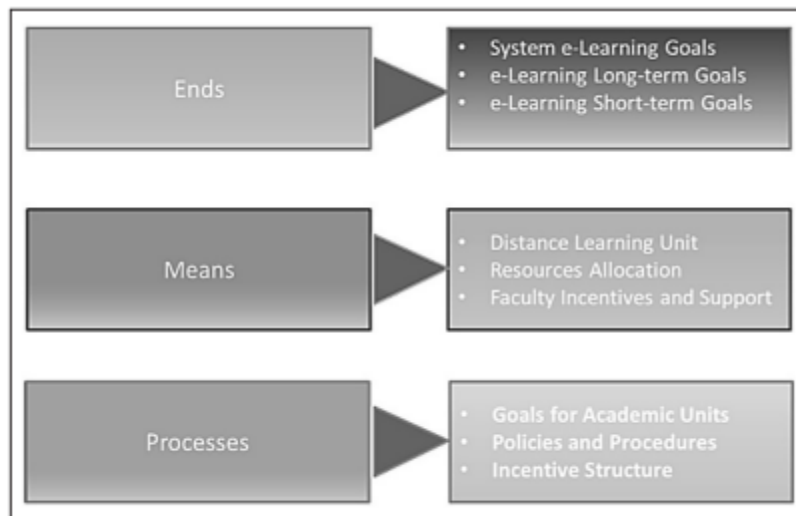 Ends
• System e-Learning Goals
• e-Learning Long-term Goals
• e-Learning Short-term Goals
Means
• Distance Learning Unit
• Resources Allocation
• Faculty Incentives and Support
Processes
• Goals for Academic Units
• Policies and Procedures
• Incentive Structure